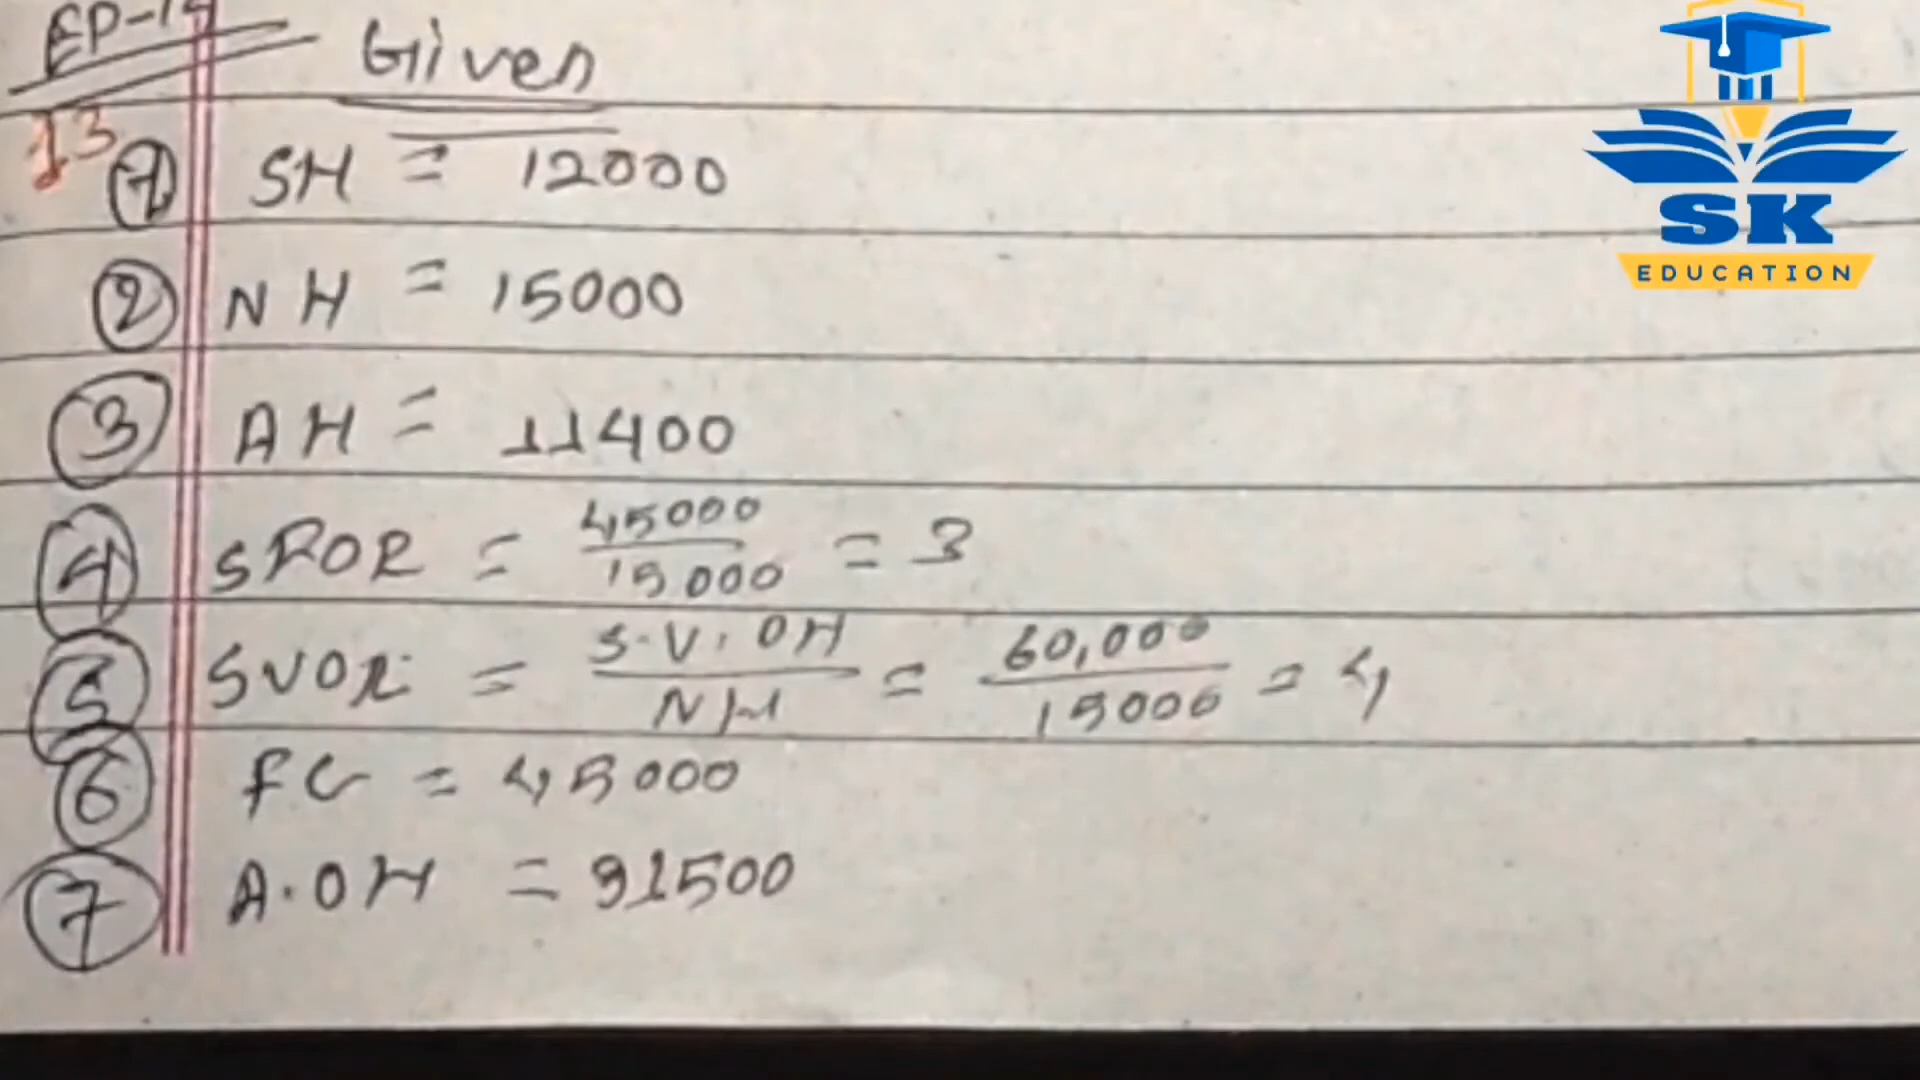 EP-14
Given
13
1 SH = 12000
2 NH = 15000
3 AH = 11400
4 SFOR = 45000/15000 = 3
5 SVOR = S.V.OH/NH = 60,000/15000 = 4
6 FC = 45000
7 A.OH = 91500
SK
EDUCATION